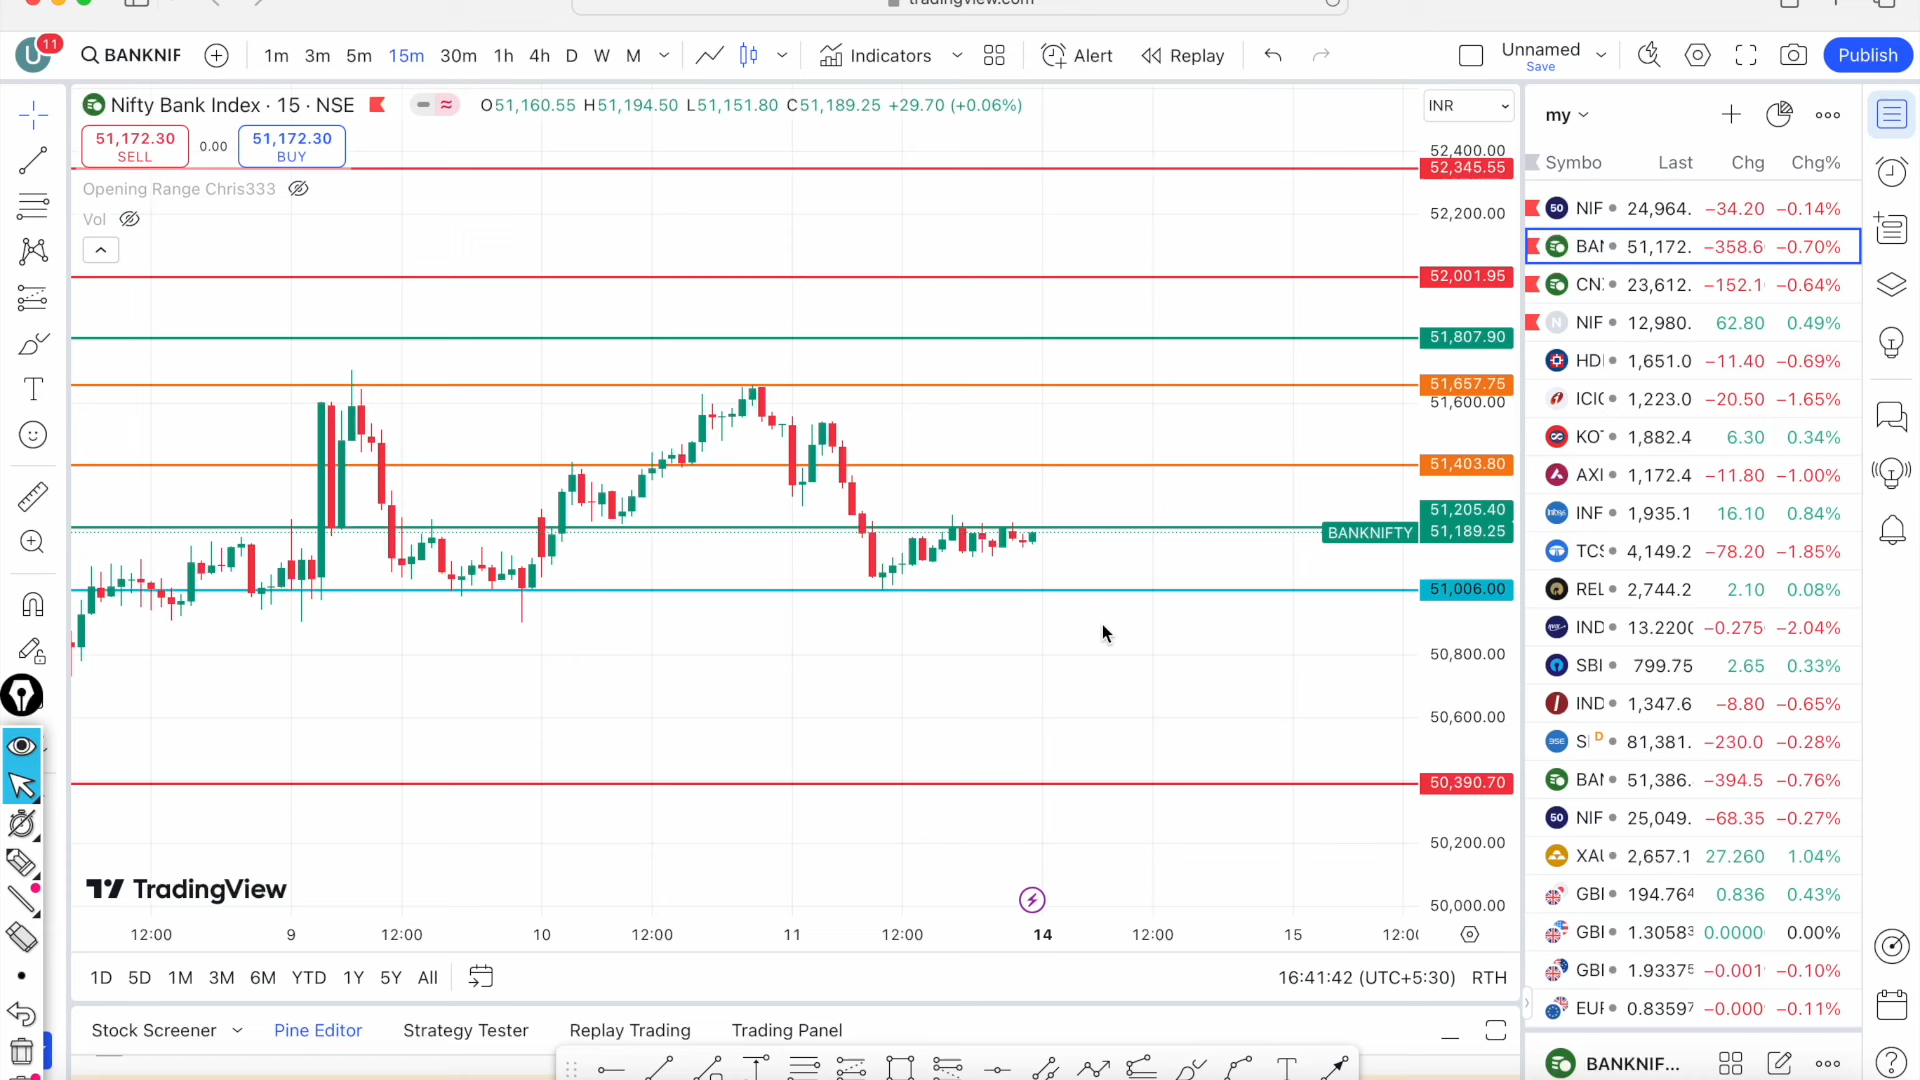 tradingview.com
U 11 BANKNIF 1m 3m 5m 15m 30m 1h 4h D W M Indicators Alert Replay Unnamed Save Publish
Nifty Bank Index · 15 · NSE O51,160.55 H51,194.50 L51,151.80 C51,189.25 +29.70 (+0.06%)
51,172.30 SELL 0.00 51,172.30 BUY
Opening Range Chris333
Vol
INR
52,400.00
52,345.55
52,200.00
52,001.95
51,807.90
51,657.75
51,600.00
51,403.80
51,205.40
BANKNIFTY 51,189.25
51,006.00
50,800.00
50,600.00
50,390.70
50,200.00
50,000.00
TradingView
12:00 9 12:00 10 12:00 11 12:00 14 12:00 15 12:00
1D 5D 1M 3M 6M YTD 1Y 5Y All 16:41:42 (UTC+5:30) RTH
Stock Screener Pine Editor Strategy Tester Replay Trading Trading Panel
my
Symbo Last Chg Chg%
50 NIF 24,964. −34.20 −0.14%
BAN 51,172. −358.6 −0.70%
CN 23,612. −152.1 −0.64%
N NIF 12,980. 62.80 0.49%
HD 1,651.0 −11.40 −0.69%
ICIC 1,223.0 −20.50 −1.65%
KOT 1,882.4 6.30 0.34%
AXI 1,172.4 −11.80 −1.00%
INF 1,935.1 16.10 0.84%
TCS 4,149.2 −78.20 −1.85%
REL 2,744.2 2.10 0.08%
IND 13.220 −0.275 −2.04%
SBI 799.75 2.65 0.33%
IND 1,347.6 −8.80 −0.65%
BSE S D 81,381. −230.0 −0.28%
BAN 51,386. −394.5 −0.76%
50 NIF 25,049. −68.35 −0.27%
XAU 2,657.1 27.260 1.04%
GBI 194.764 0.836 0.43%
GBI 1.3058 0.0000 0.00%
GBI 1.9337 −0.001 −0.10%
EUR 0.83597 −0.000 −0.11%
BANKNIF...